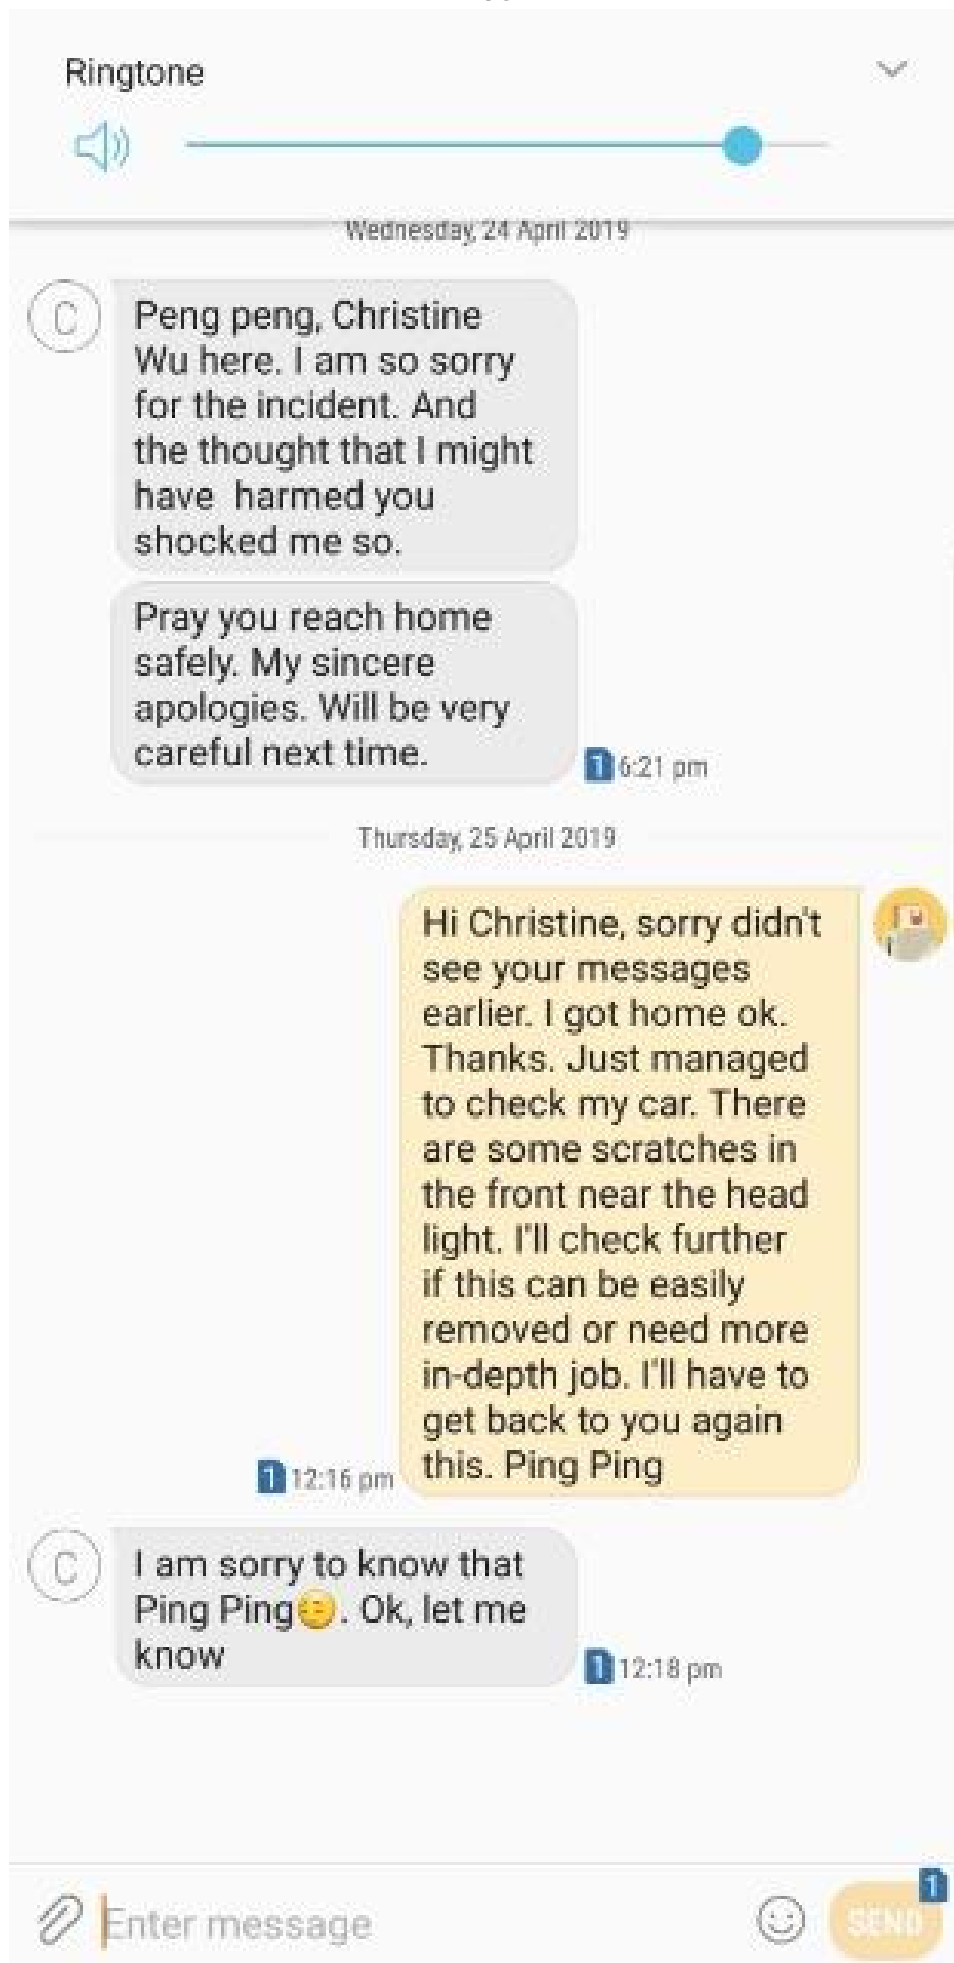 Ringtone
Wednesday, 24 April 2019
C
Peng peng, Christine
Wu here. I am so sorry
for the incident. And
the thought that I might
have  harmed you
shocked me so.
Pray you reach home
safely. My sincere
apologies. Will be very
careful next time.
1 6:21 pm
Thursday, 25 April 2019
Hi Christine, sorry didn't
see your messages
earlier. I got home ok.
Thanks. Just managed
to check my car. There
are some scratches in
the front near the head
light. I'll check further
if this can be easily
removed or need more
in-depth job. I'll have to
get back to you again
this. Ping Ping
1 12:16 pm
C
I am sorry to know that
Ping Ping😔. Ok, let me
know
1 12:18 pm
Enter message
SEND
1